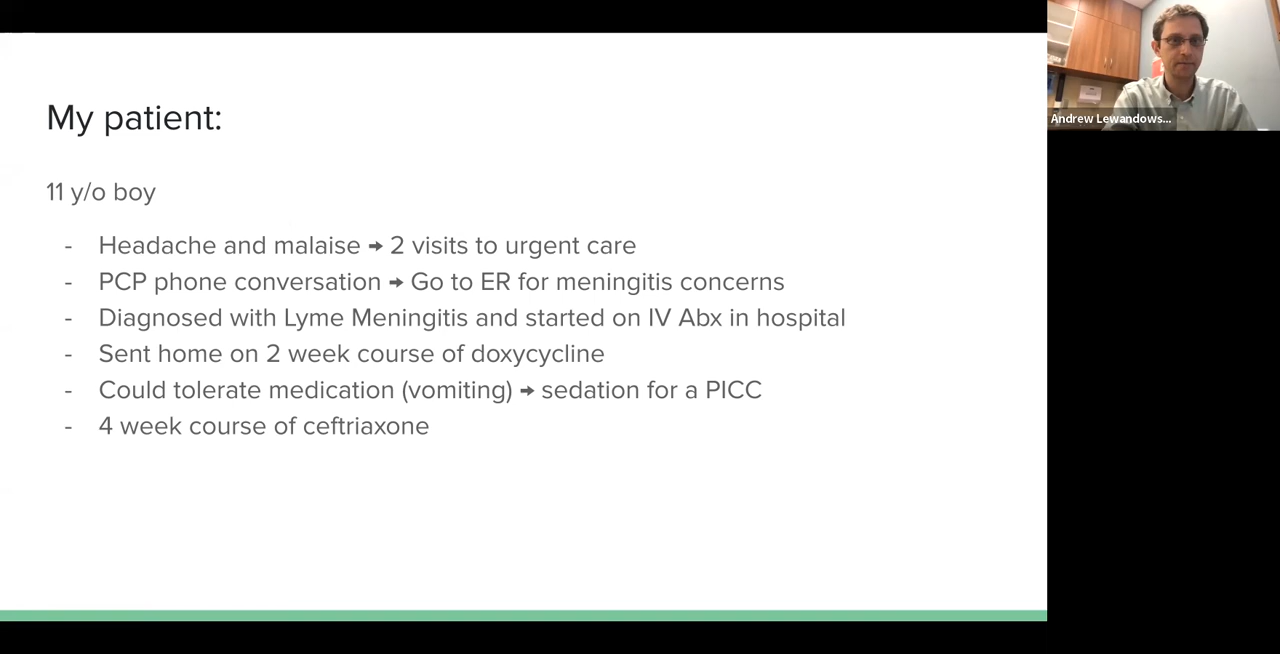 My patient:
11 y/o boy
- Headache and malaise → 2 visits to urgent care
- PCP phone conversation → Go to ER for meningitis concerns
- Diagnosed with Lyme Meningitis and started on IV Abx in hospital
- Sent home on 2 week course of doxycycline
- Could tolerate medication (vomiting) → sedation for a PICC
- 4 week course of ceftriaxone
Andrew Lewandows...